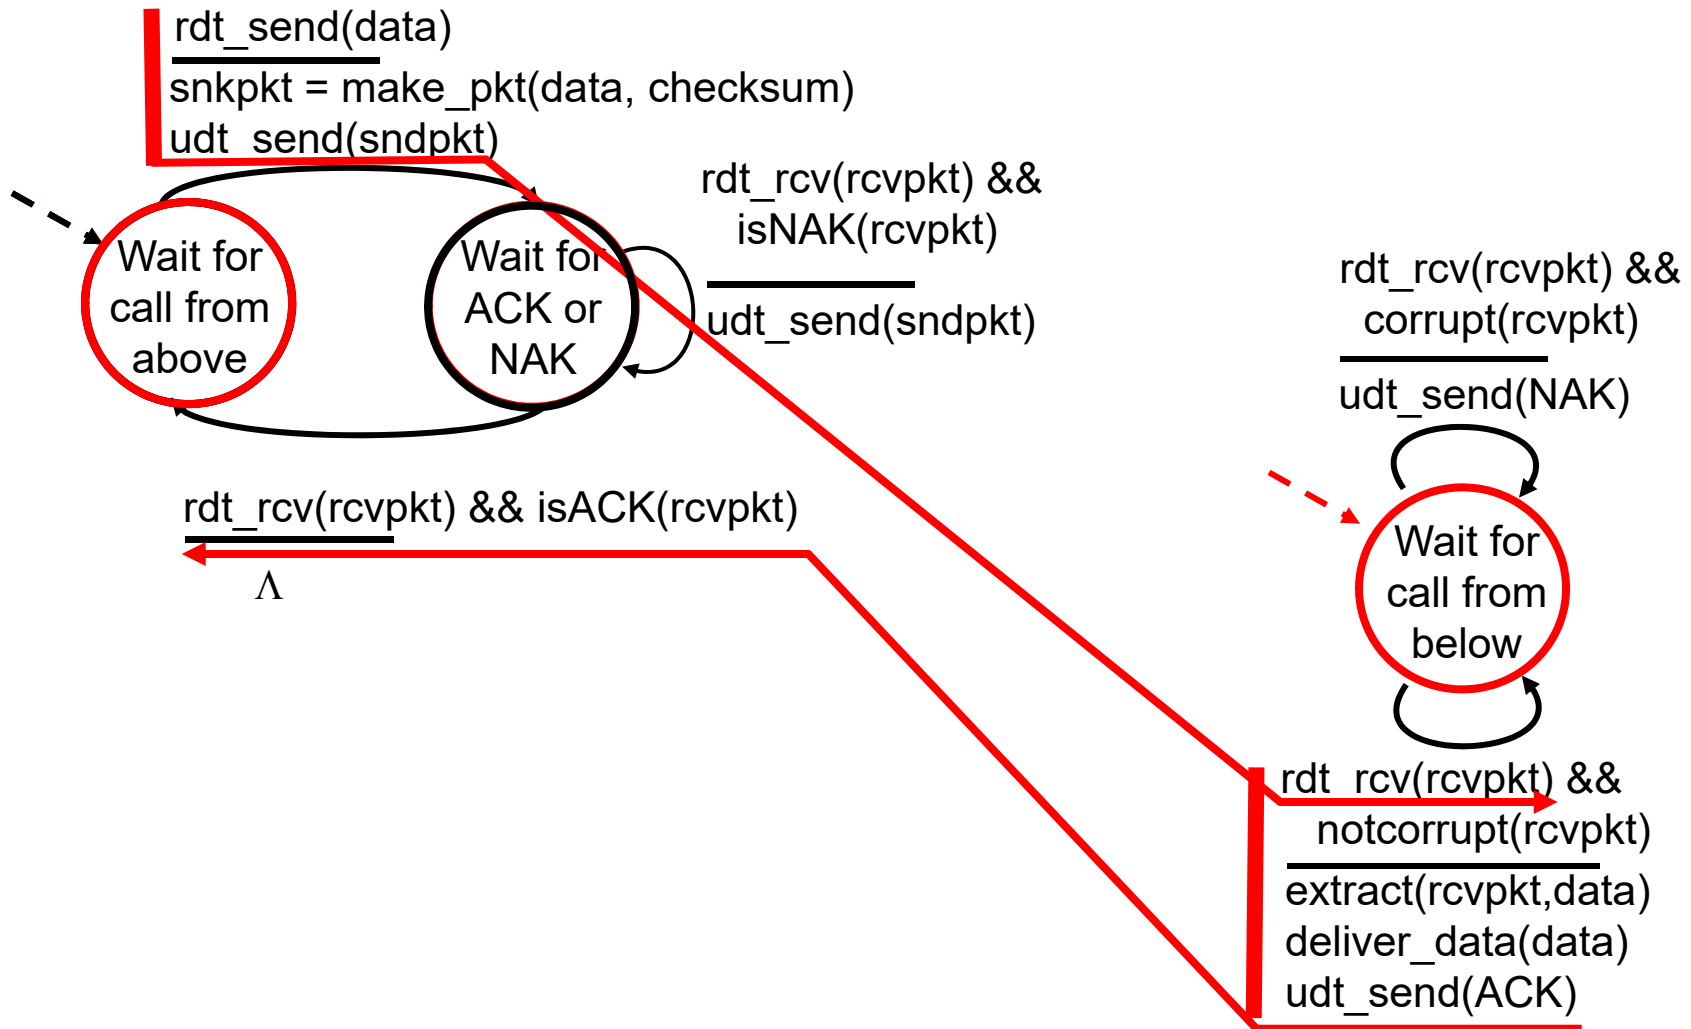 rdt_send(data)
snkpkt = make_pkt(data, checksum)
udt_send(sndpkt)
rdt_rcv(rcvpkt) &&
isNAK(rcvpkt)
udt_send(sndpkt)
Wait for
call from
above
Wait for
ACK or
NAK
rdt_rcv(rcvpkt) && isACK(rcvpkt)
Λ
rdt_rcv(rcvpkt) &&
corrupt(rcvpkt)
udt_send(NAK)
Wait for
call from
below
rdt_rcv(rcvpkt) &&
notcorrupt(rcvpkt)
extract(rcvpkt,data)
deliver_data(data)
udt_send(ACK)